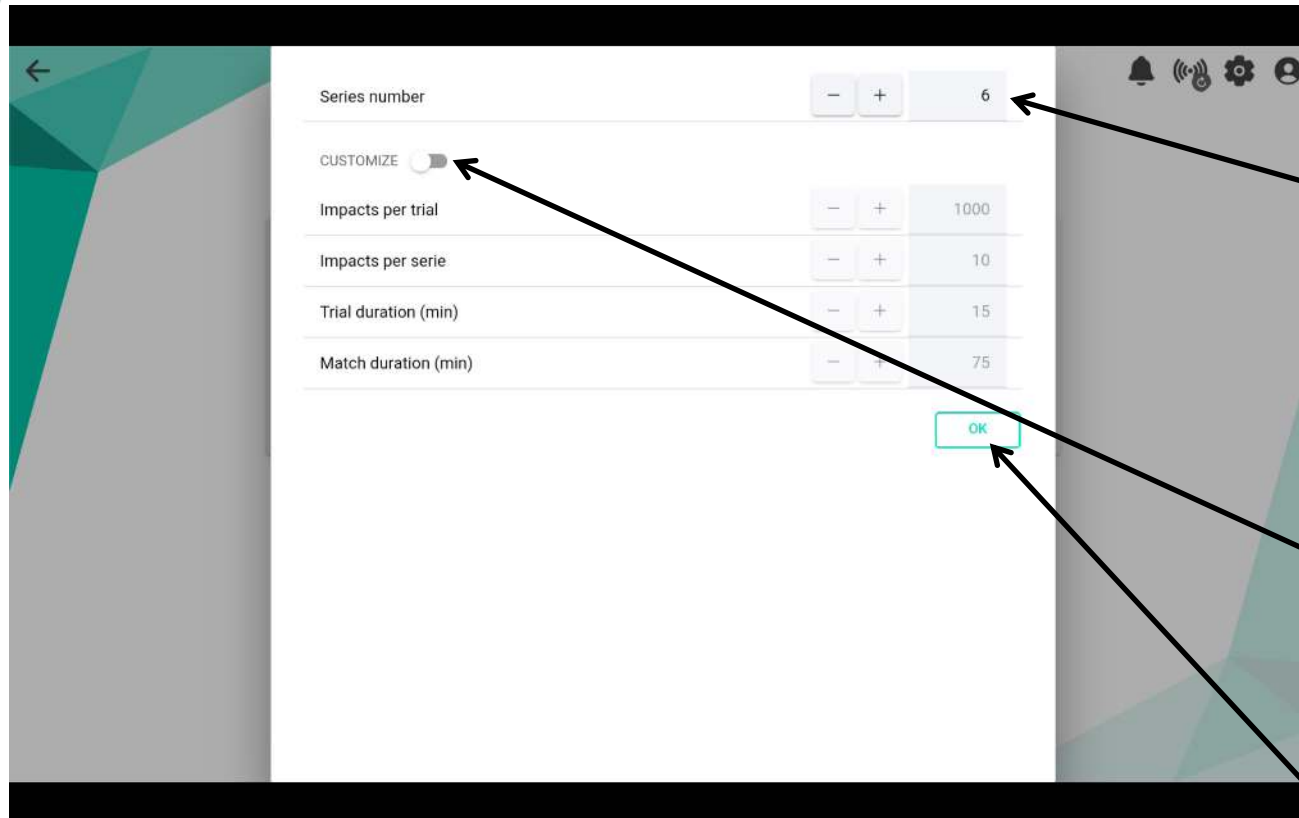 Series number − + 6
CUSTOMIZE
Impacts per trial − + 1000
Impacts per serie − + 10
Trial duration (min) − + 15
Match duration (min) − + 75
OK